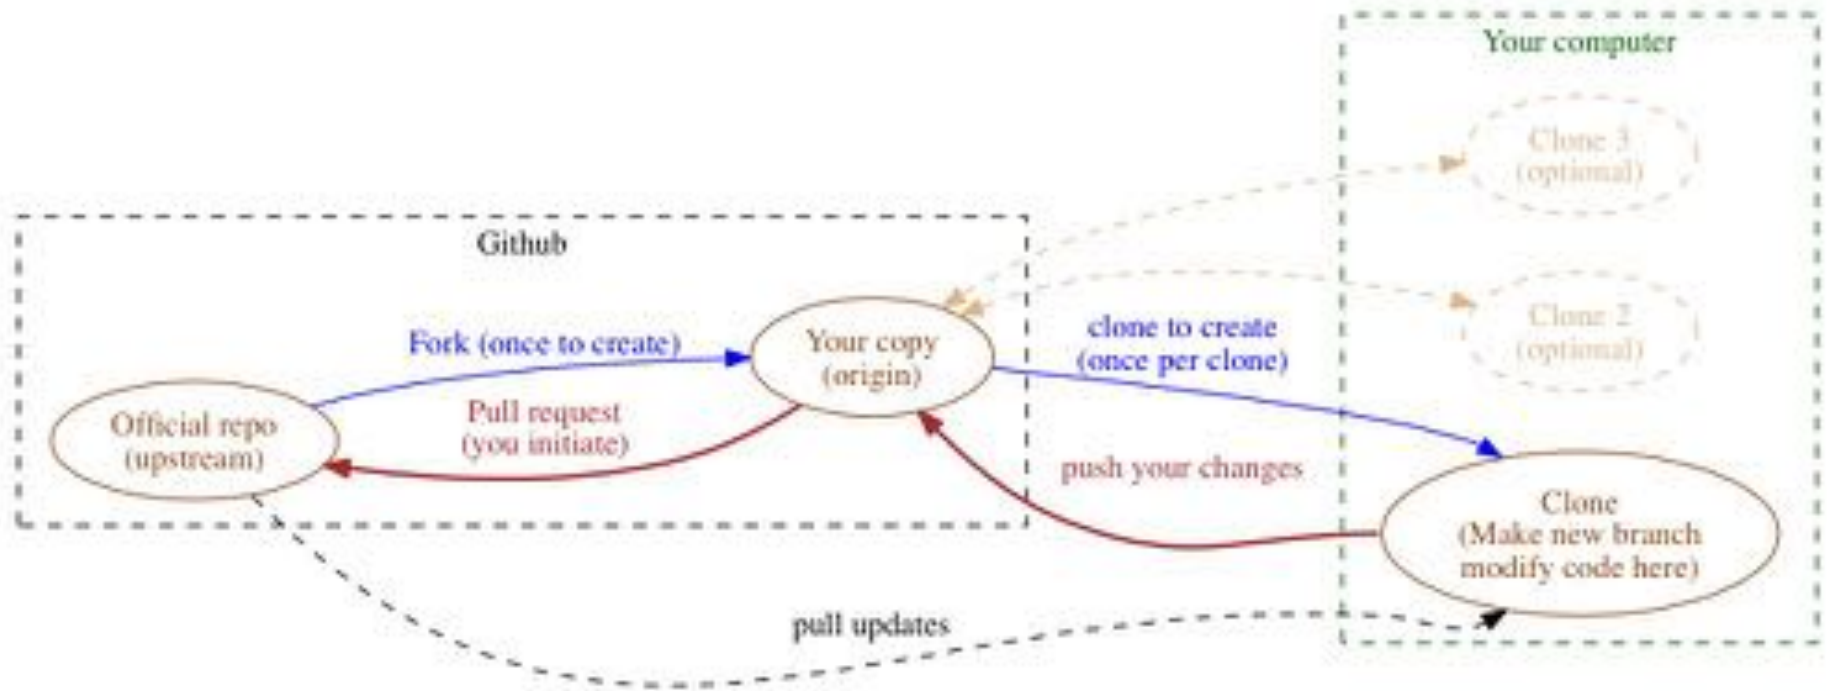 Your computer
Clone 3
(optional)
Github
Clone 2
(optional)
Fork (once to create)
Your copy
(origin)
clone to create
(once per clone)
Official repo
(upstream)
Pull request
(you initiate)
push your changes
Clone
(Make new branch
modify code here)
pull updates